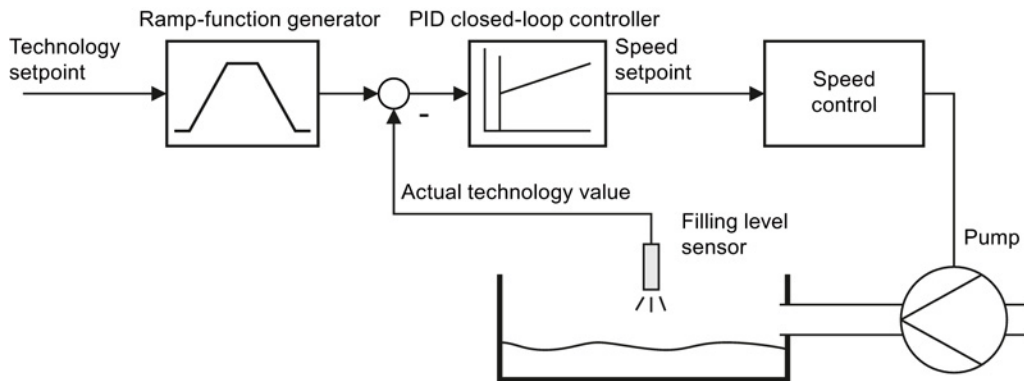 Ramp-function generator
PID closed-loop controller
Technology
setpoint
Speed
setpoint
Speed
control
-
Actual technology value
Filling level
sensor
Pump